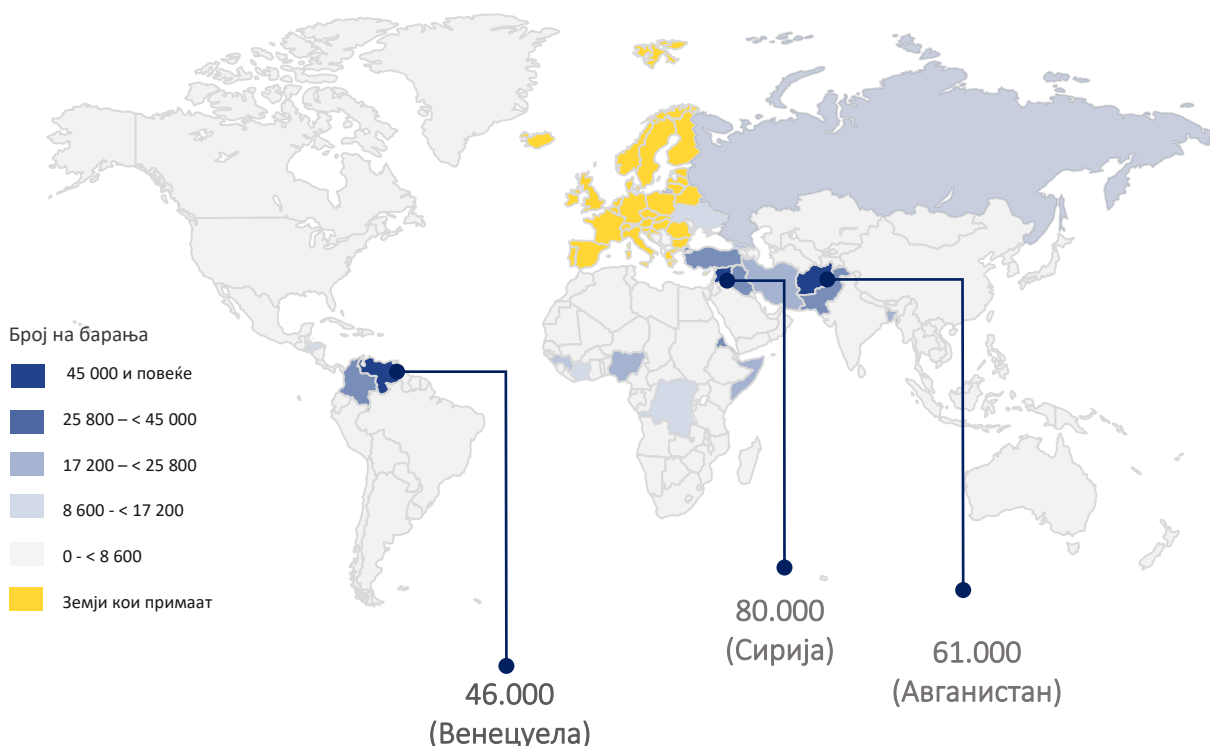 Број на барања
45 000 и повеќе
25 800 – < 45 000
17 200 – < 25 800
8 600 - < 17 200
0 - < 8 600
Земји кои примаат
46.000
(Венецуела)
80.000
(Сирија)
61.000
(Авганистан)